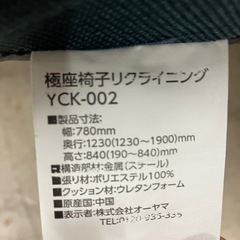 極座椅子リクライニング
YCK-002
■製品寸法:
幅:780mm
奥行:1230(1230~1900)mm
高さ:840(190~840)mm
■構造部材:金属(スチール)
■張り材:ポリエステル100%
■クッション材:ウレタンフォーム
■原産国:中国
■表示者:株式会社オーヤマ
TEL:0120-935-335